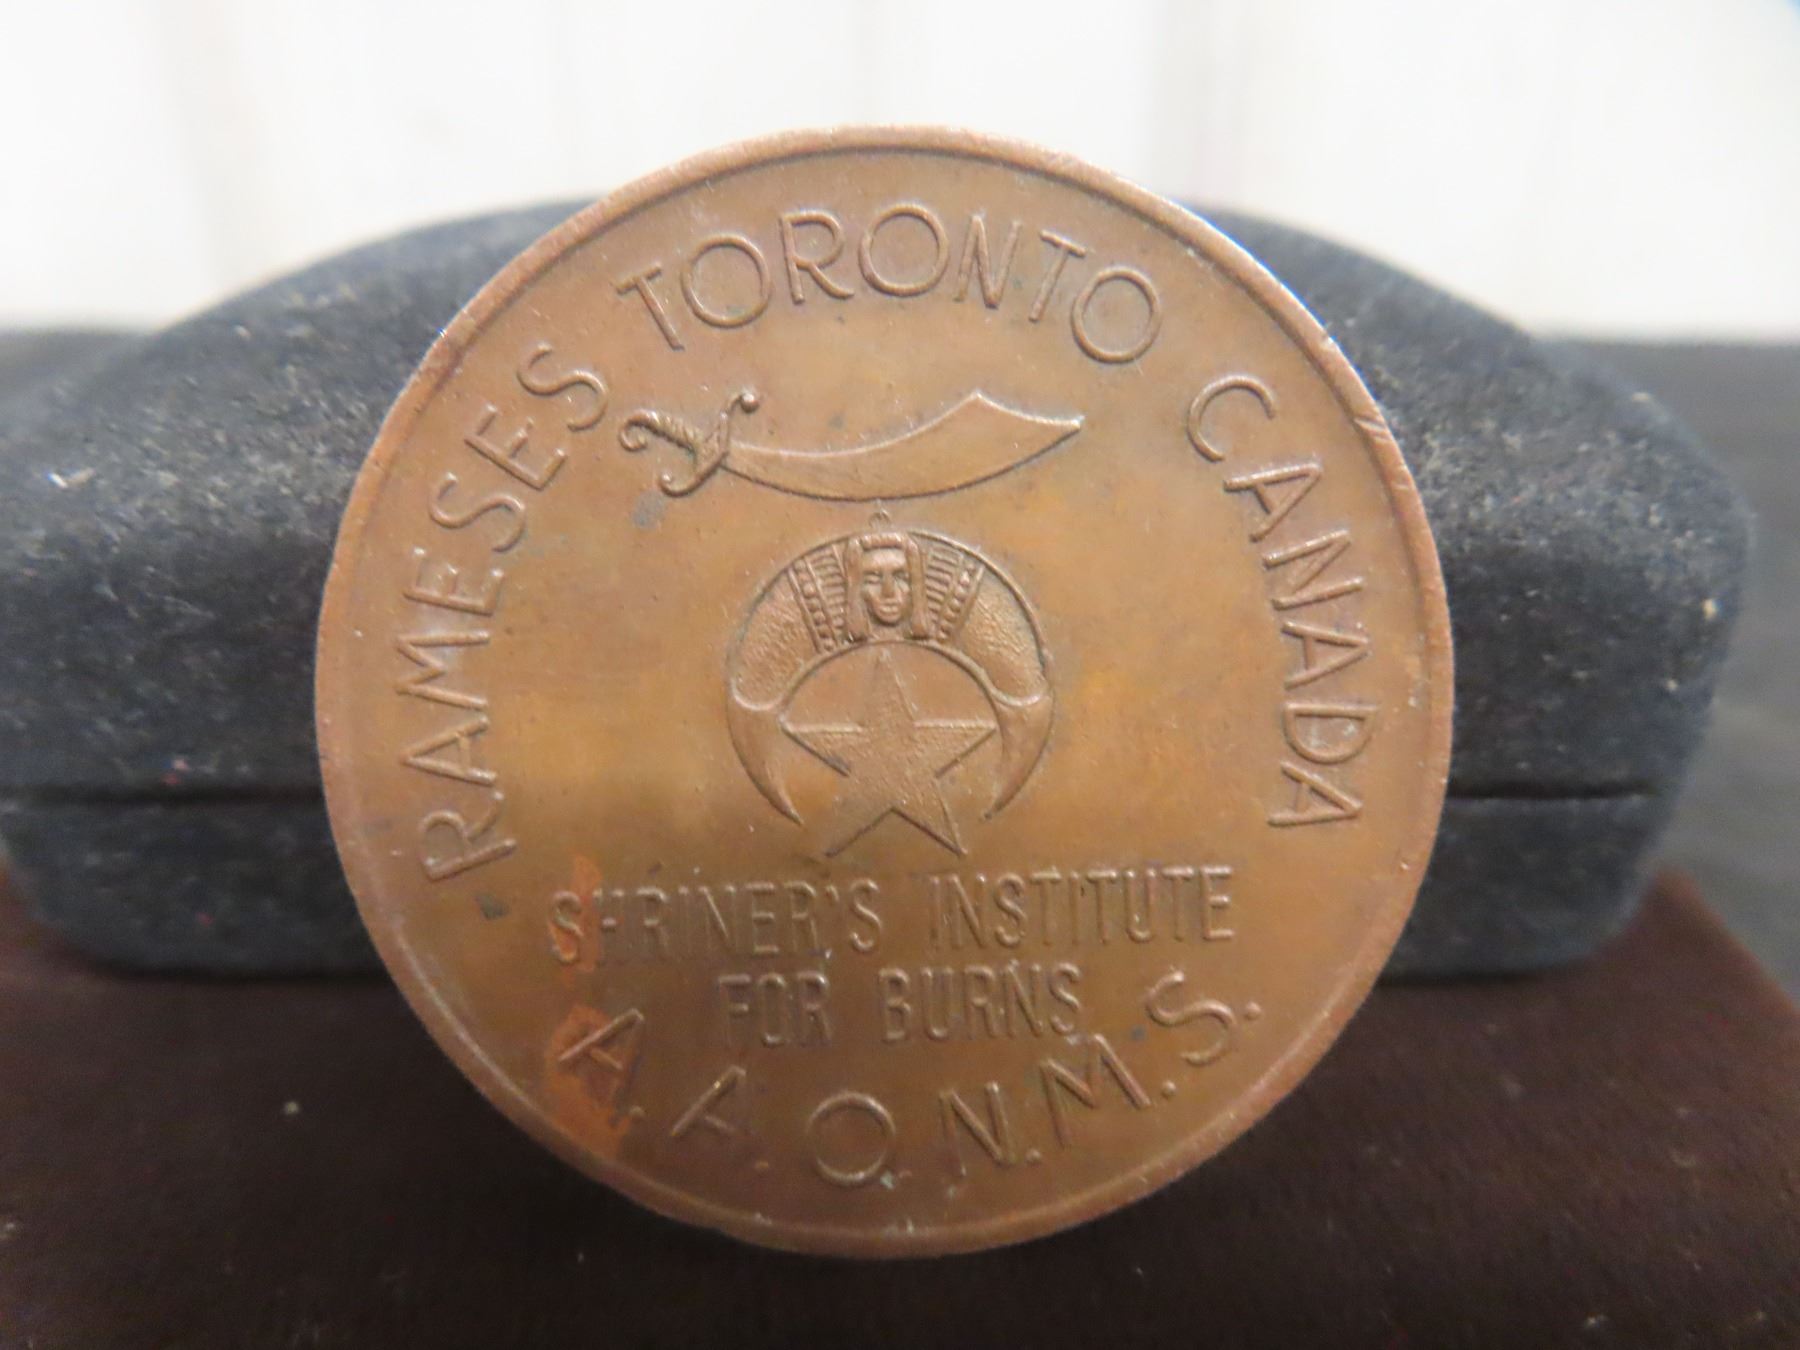 RAMESES TORONTO CANADA
SHRINER'S INSTITUTE
FOR BURNS
A.A.O.N.M.S.